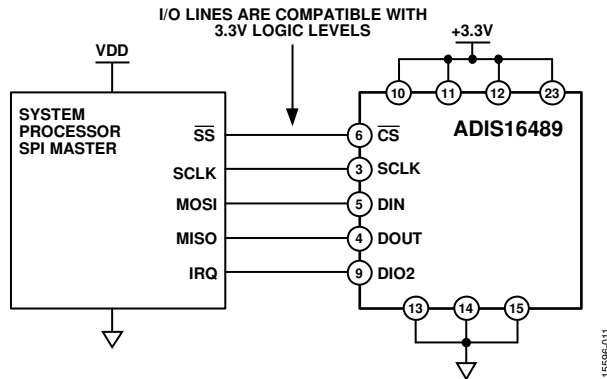 I/O LINES ARE COMPATIBLE WITH
3.3V LOGIC LEVELS
VDD
+3.3V
10
11
12
23
SYSTEM
PROCESSOR
SPI MASTER
ADIS16489
SS
6
CS
SCLK
3
SCLK
MOSI
5
DIN
MISO
4
DOUT
IRQ
9
DIO2
13
14
15
15596-011